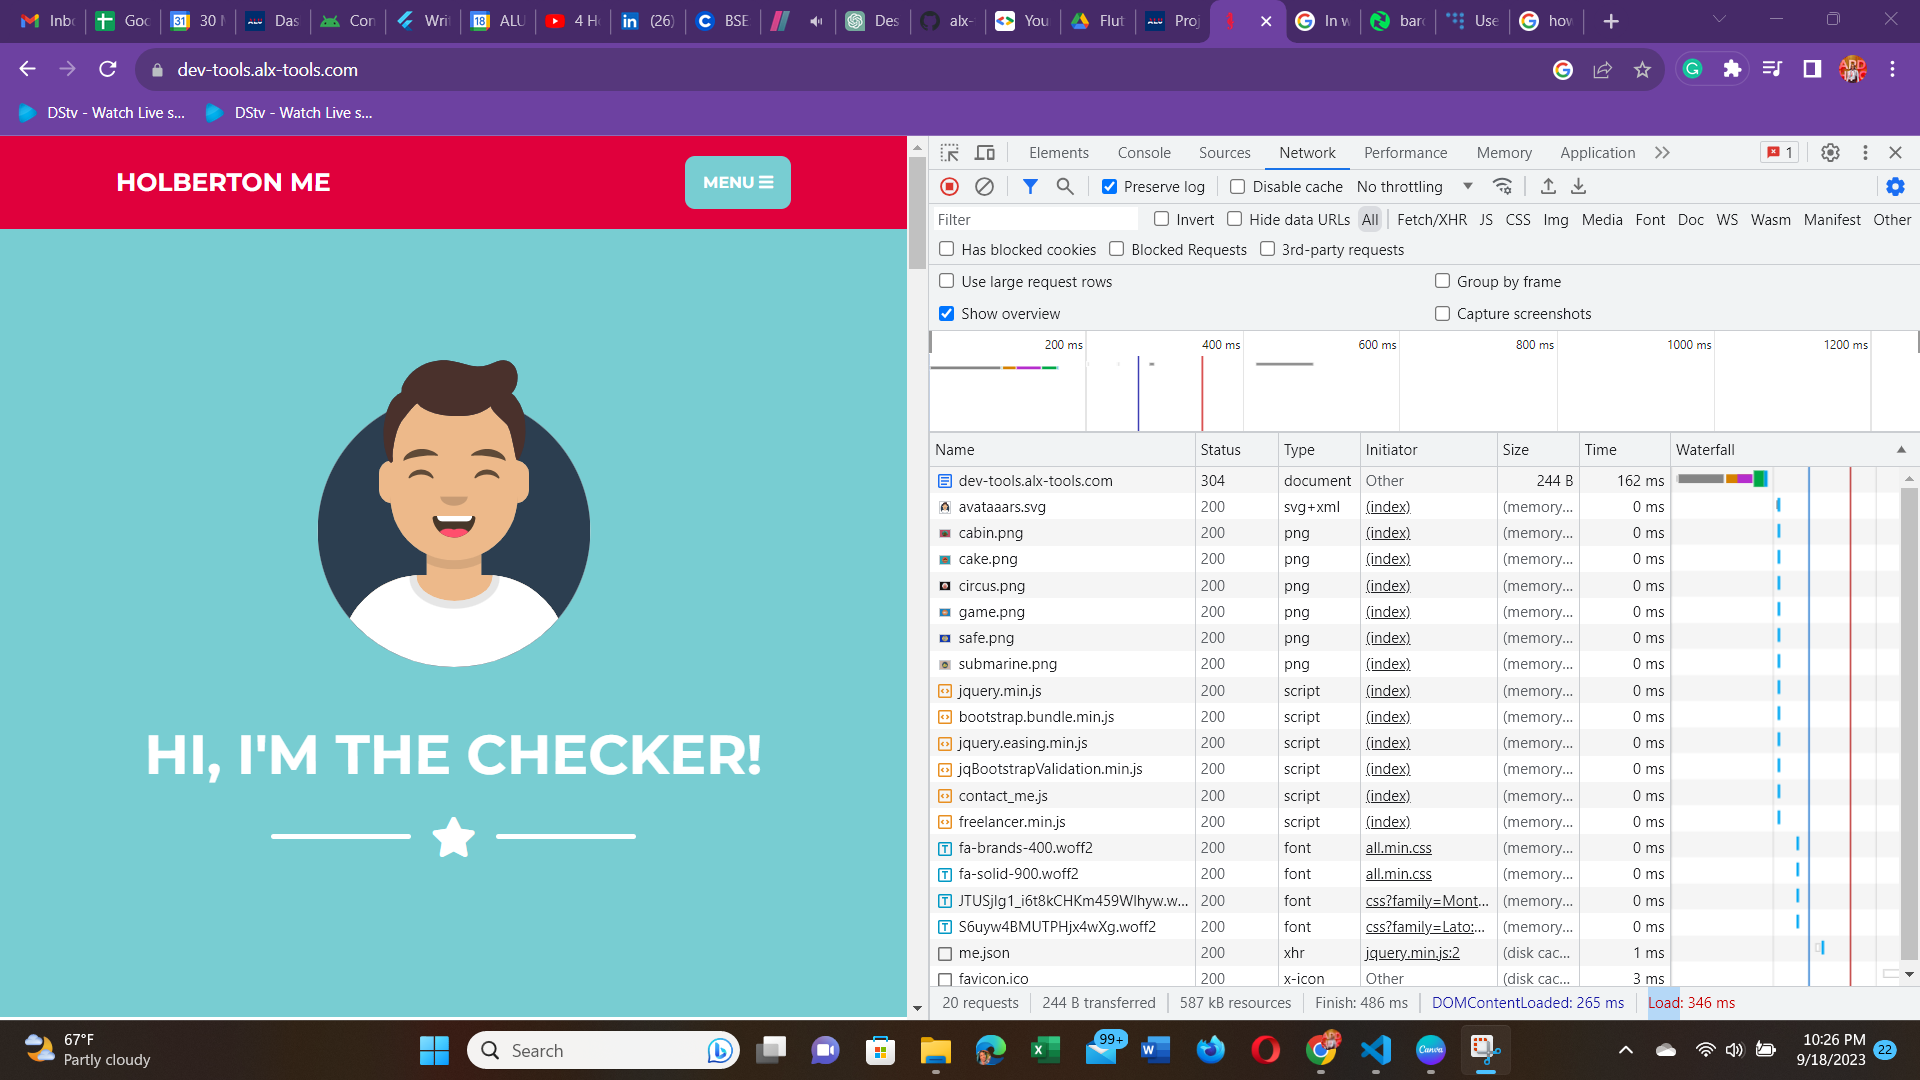 Inbo
Goo
30 M
Das
Con
Writ
ALU
4 Ho
(26)
BSE
Des
alx-
You
Flut
Proj
In w
bard
Use
how
dev-tools.alx-tools.com
DStv - Watch Live s...
DStv - Watch Live s...
HOLBERTON ME
MENU
HI, I'M THE CHECKER!
Elements Console Sources Network Performance Memory Application 1
Preserve log Disable cache No throttling
Filter Invert Hide data URLs All Fetch/XHR JS CSS Img Media Font Doc WS Wasm Manifest Other
Has blocked cookies Blocked Requests 3rd-party requests
Use large request rows Group by frame
Show overview Capture screenshots
200 ms 400 ms 600 ms 800 ms 1000 ms 1200 ms
Name Status Type Initiator Size Time Waterfall
dev-tools.alx-tools.com 304 document Other 244 B 162 ms
avataaars.svg 200 svg+xml (index) (memory... 0 ms
cabin.png 200 png (index) (memory... 0 ms
cake.png 200 png (index) (memory... 0 ms
circus.png 200 png (index) (memory... 0 ms
game.png 200 png (index) (memory... 0 ms
safe.png 200 png (index) (memory... 0 ms
submarine.png 200 png (index) (memory... 0 ms
jquery.min.js 200 script (index) (memory... 0 ms
bootstrap.bundle.min.js 200 script (index) (memory... 0 ms
jquery.easing.min.js 200 script (index) (memory... 0 ms
jqBootstrapValidation.min.js 200 script (index) (memory... 0 ms
contact_me.js 200 script (index) (memory... 0 ms
freelancer.min.js 200 script (index) (memory... 0 ms
fa-brands-400.woff2 200 font all.min.css (memory... 0 ms
fa-solid-900.woff2 200 font all.min.css (memory... 0 ms
JTUSjIg1_i6t8kCHKm459Wlhyw.w... 200 font css?family=Mont... (memory... 0 ms
S6uyw4BMUTPHjx4wXg.woff2 200 font css?family=Lato:... (memory... 0 ms
me.json 200 xhr jquery.min.js:2 (disk cac... 1 ms
favicon.ico 200 x-icon Other (disk cac... 3 ms
20 requests 244 B transferred 587 kB resources Finish: 486 ms DOMContentLoaded: 265 ms Load: 346 ms
67°F
Partly cloudy
Search
99+
Canva
10:26 PM
9/18/2023
22